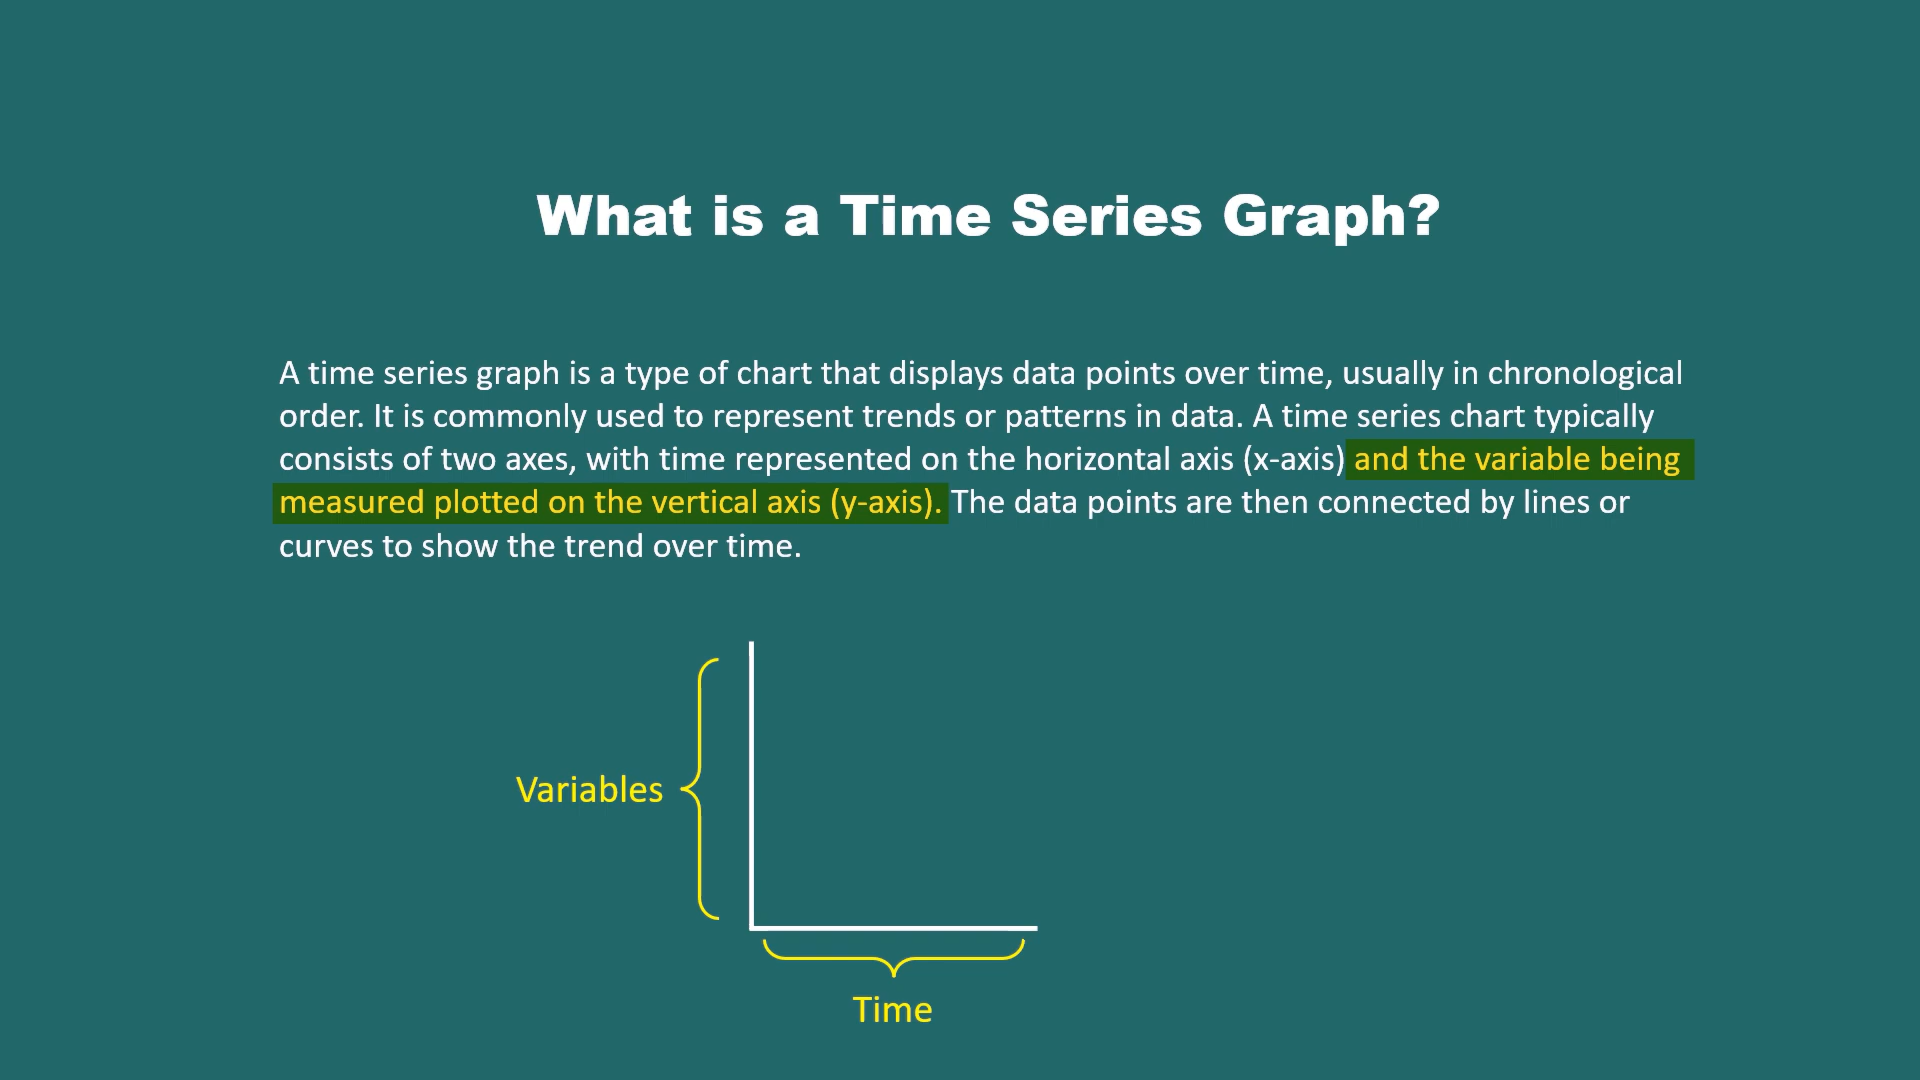 What is a Time Series Graph?
A time series graph is a type of chart that displays data points over time, usually in chronological
order. It is commonly used to represent trends or patterns in data. A time series chart typically
consists of two axes, with time represented on the horizontal axis (x-axis) and the variable being
measured plotted on the vertical axis (y-axis). The data points are then connected by lines or
curves to show the trend over time.
Variables
Time